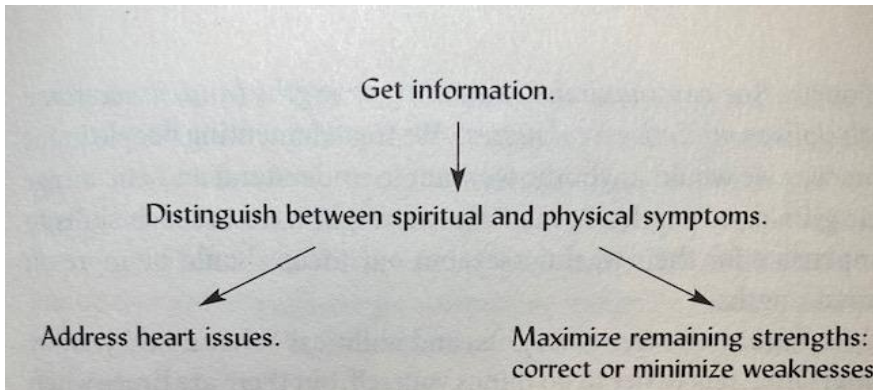 Get information.
Distinguish between spiritual and physical symptoms.
Address heart issues.
Maximize remaining strengths:
correct or minimize weaknesses